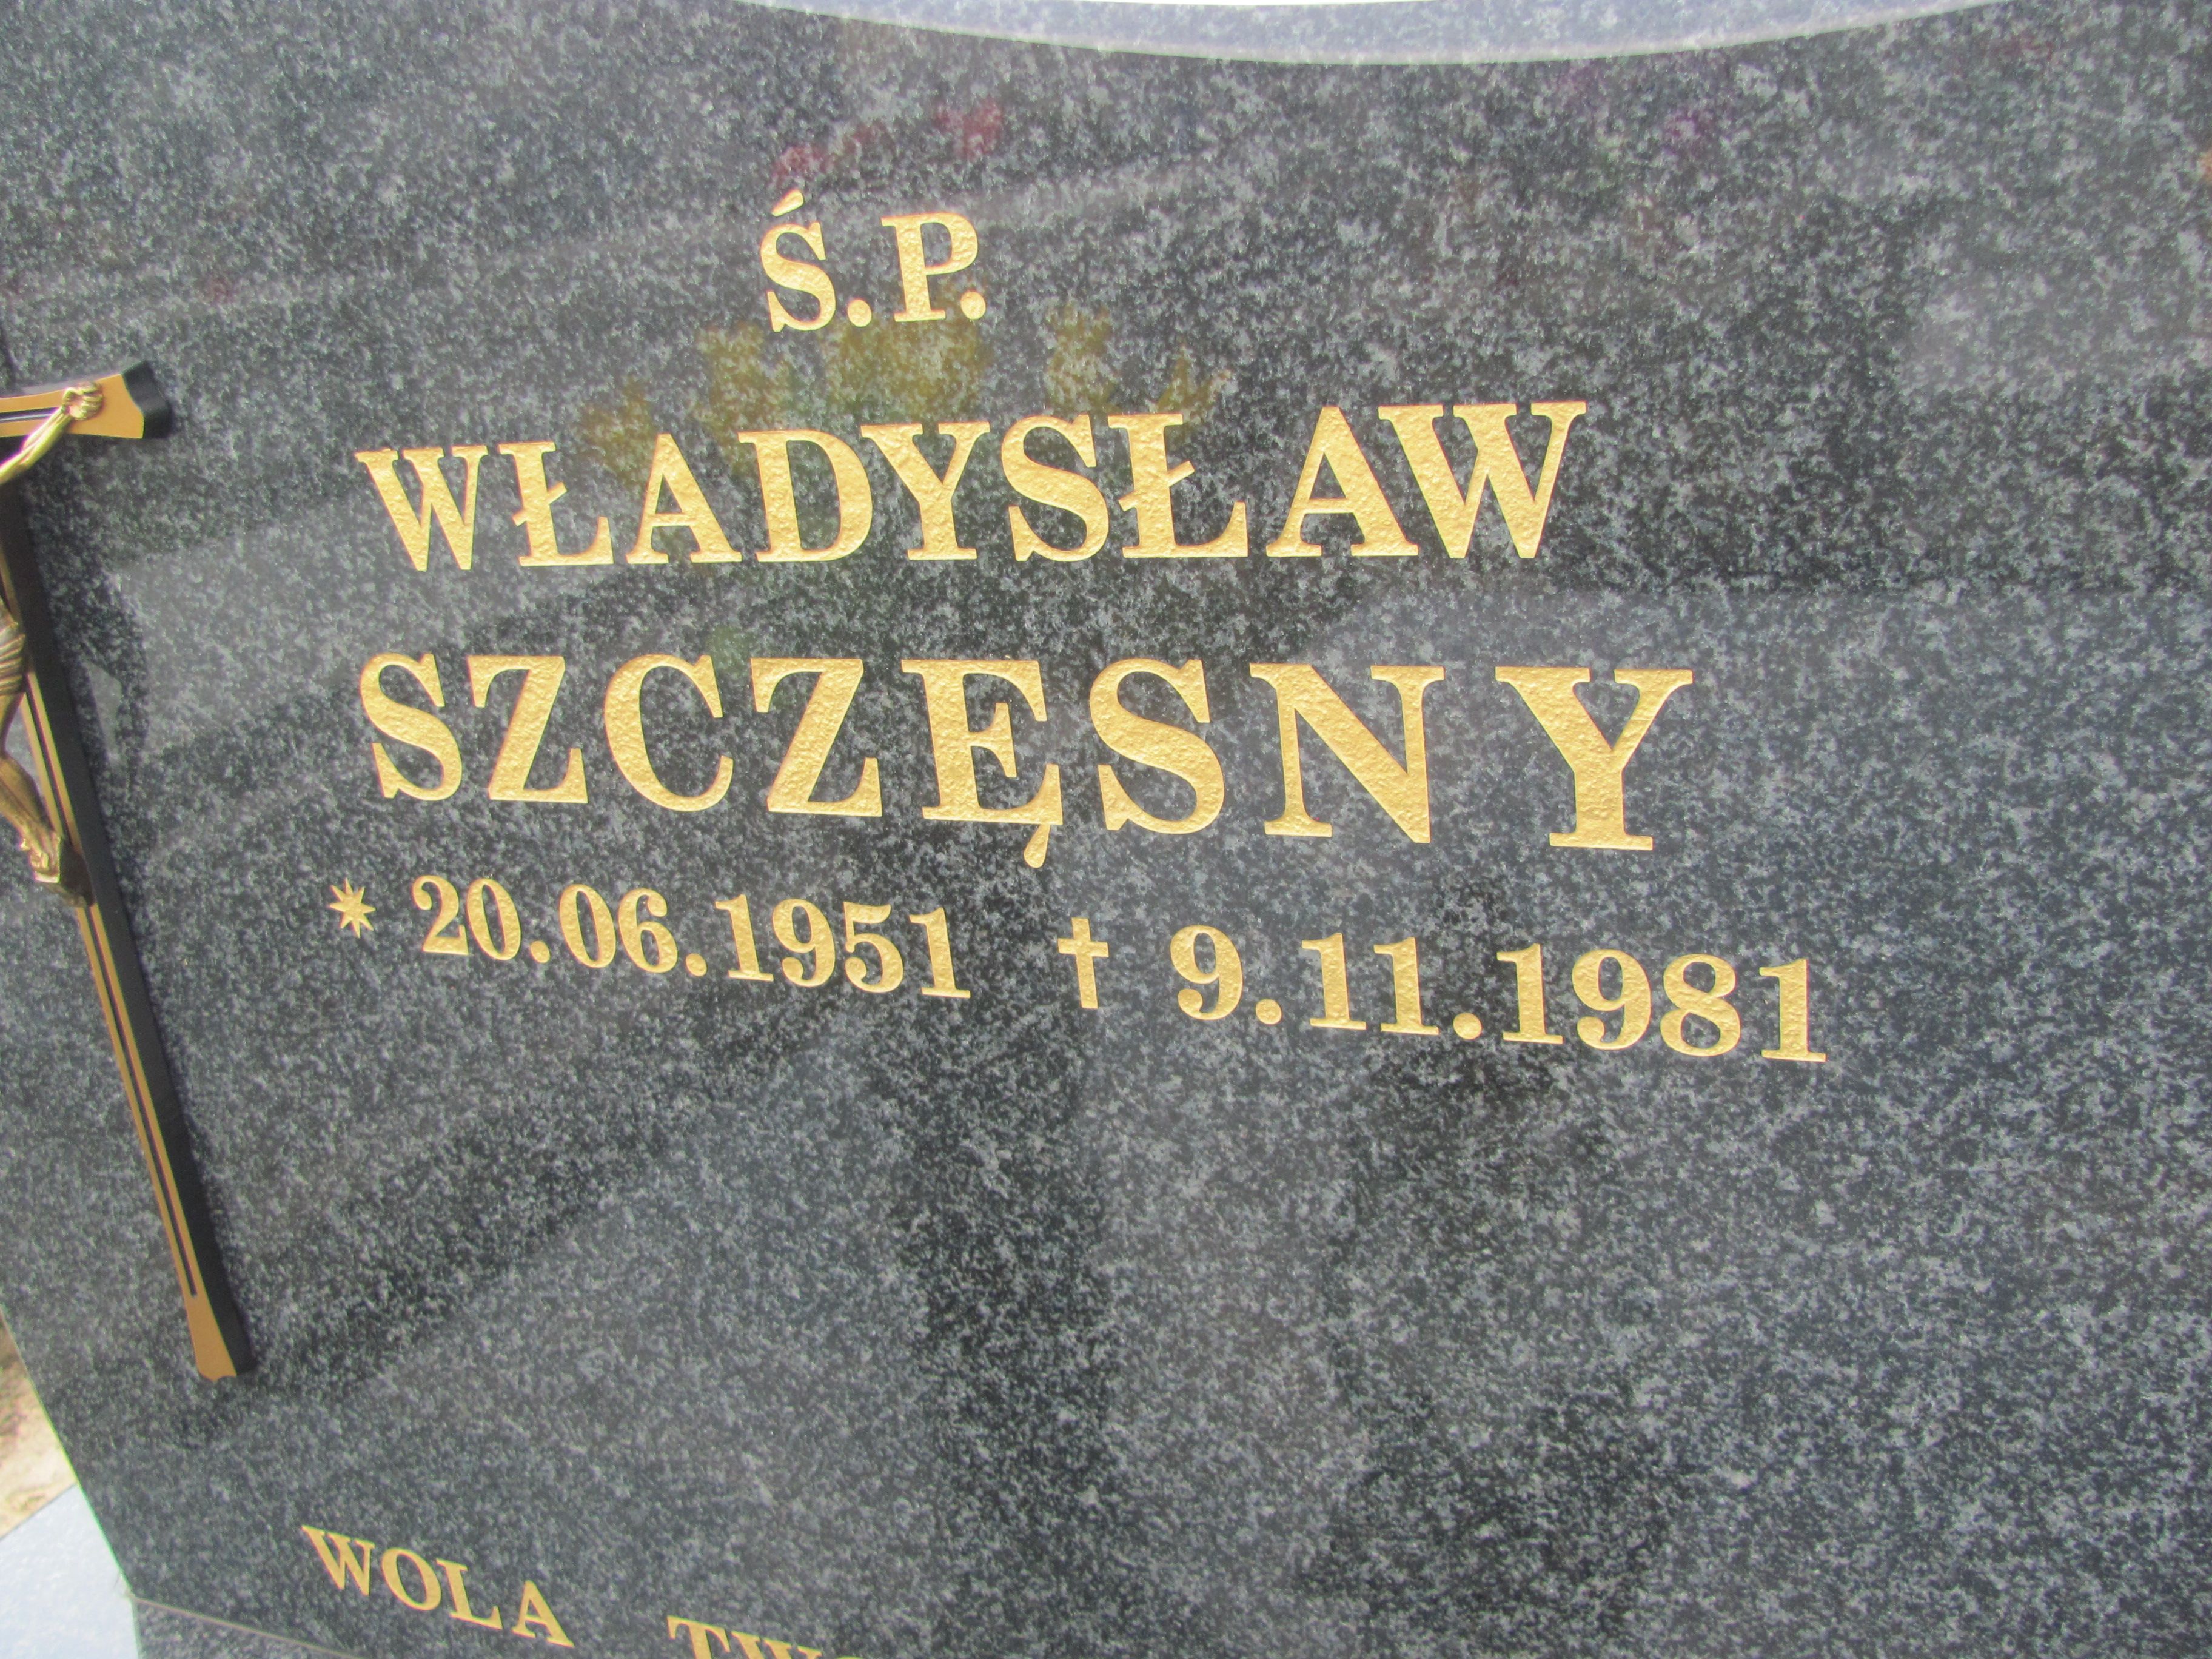 Ś.P.
WŁADYSŁAW
SZCZĘSNY
* 20.06.1951 ✝ 9.11.1981
WOLA